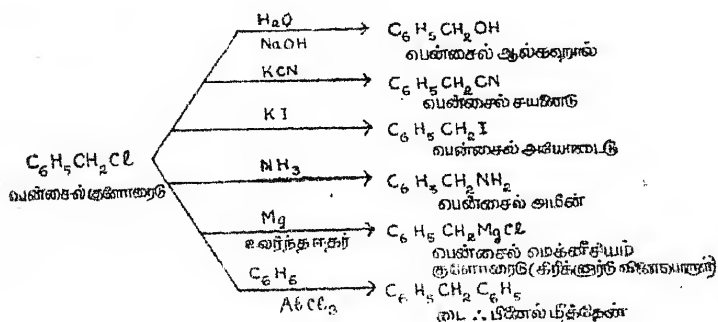 H₂O
NaOH
C₆H₅CH₂OH
பென்சைல் ஆல்கஹால்
KCN
C₆H₅CH₂CN
பென்சைல் சயனைடு
KI
C₆H₅CH₂I
பென்சைல் அயோடைடு
C₆H₅CH₂Cl
பென்சைல் குளோரைடு
NH₃
C₆H₅CH₂NH₂
பென்சைல் அமீன்
Mg
உலர்ந்த ஈதர்
C₆H₅CH₂MgCl
பென்சைல் மெக்னீசியம்
குளோரைடு (கிரிக்னார்டு வினைபொருள்)
C₆H₆
AlCl₃
C₆H₅CH₂C₆H₅
டை ஃபினைல் மீத்தேன்